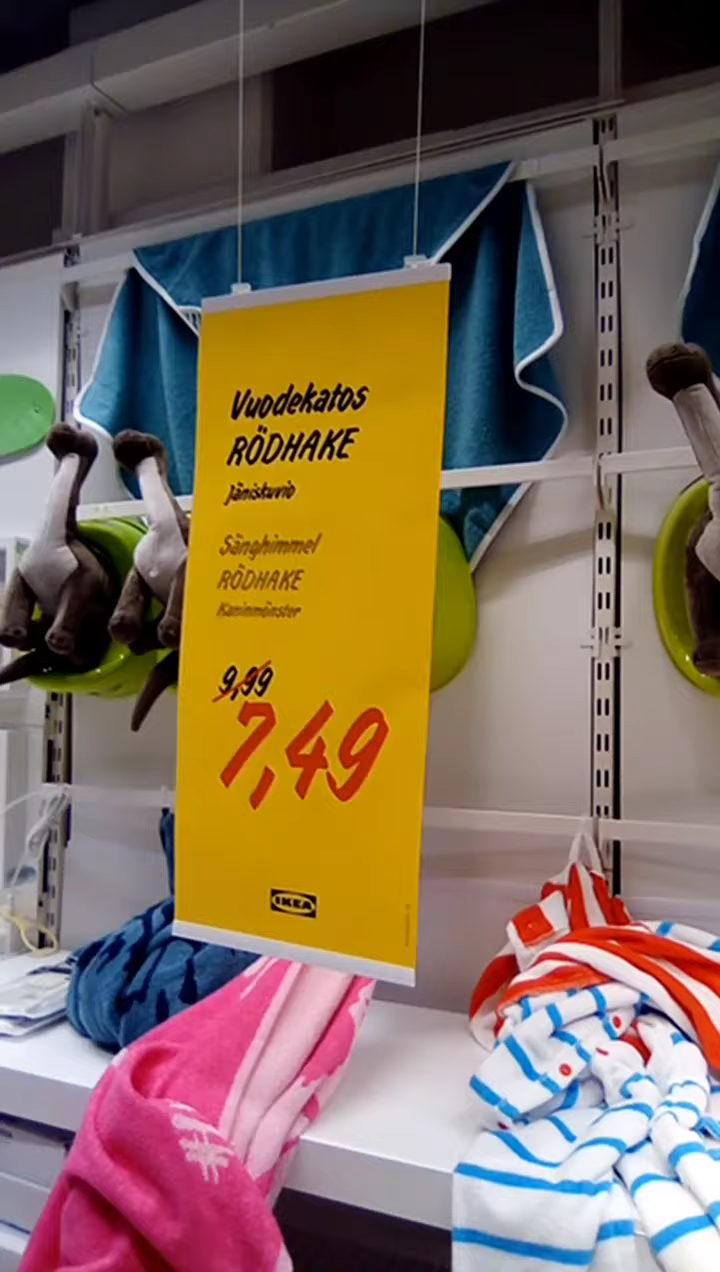 Vuodekatos
RÖDHAKE
Jäniskuvio
Sänghimmel
RÖDHAKE
Kaninmönster
9,99
7,49
IKEA